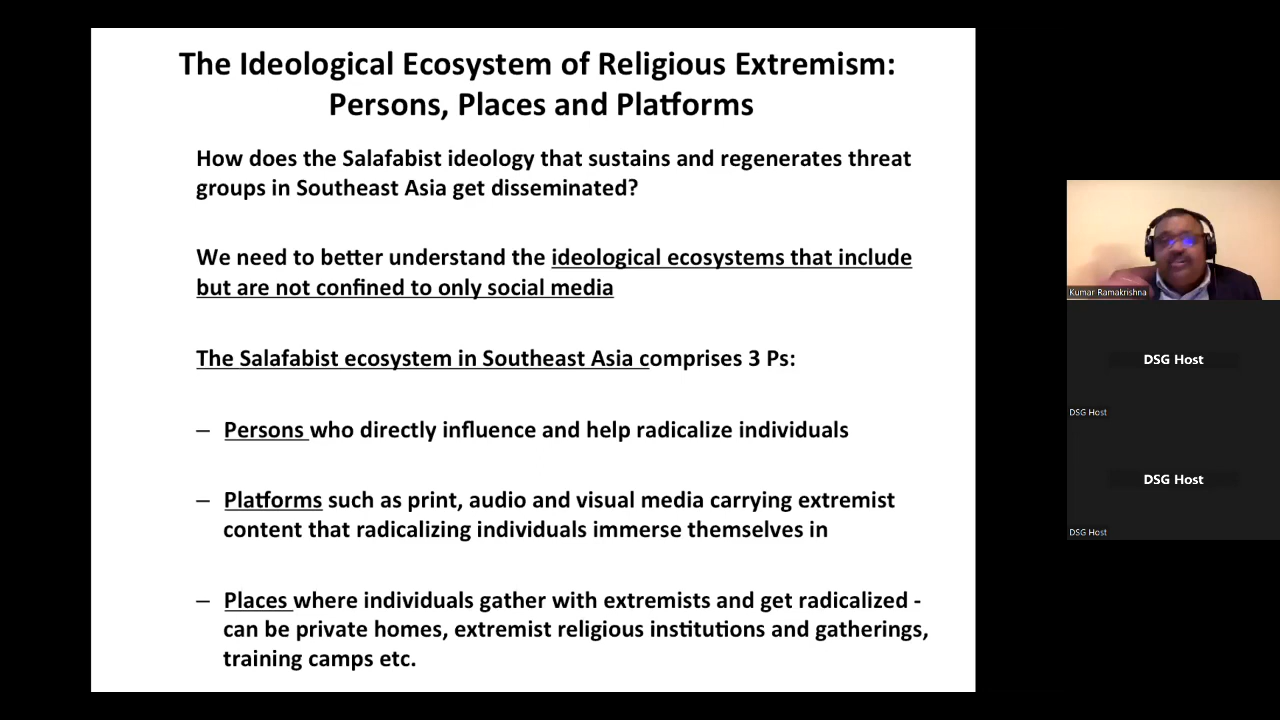 The Ideological Ecosystem of Religious Extremism:
Persons, Places and Platforms
How does the Salafabist ideology that sustains and regenerates threat
groups in Southeast Asia get disseminated?
We need to better understand the ideological ecosystems that include
but are not confined to only social media
The Salafabist ecosystem in Southeast Asia comprises 3 Ps:
– Persons who directly influence and help radicalize individuals
– Platforms such as print, audio and visual media carrying extremist
content that radicalizing individuals immerse themselves in
– Places where individuals gather with extremists and get radicalized -
can be private homes, extremist religious institutions and gatherings,
training camps etc.
Kumar Ramakrishna
DSG Host
DSG Host
DSG Host
DSG Host